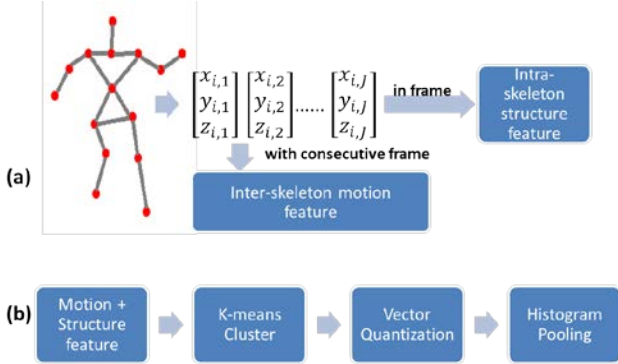 [x_{i,1} y_{i,1} z_{i,1}] [x_{i,2} y_{i,2} z_{i,2}] ...... [x_{i,J} y_{i,J} z_{i,J}]
in frame
Intra-
skeleton
structure
feature
with consecutive frame
(a)
Inter-skeleton motion
feature
(b)
Motion +
Structure
feature
K-means
Cluster
Vector
Quantization
Histogram
Pooling